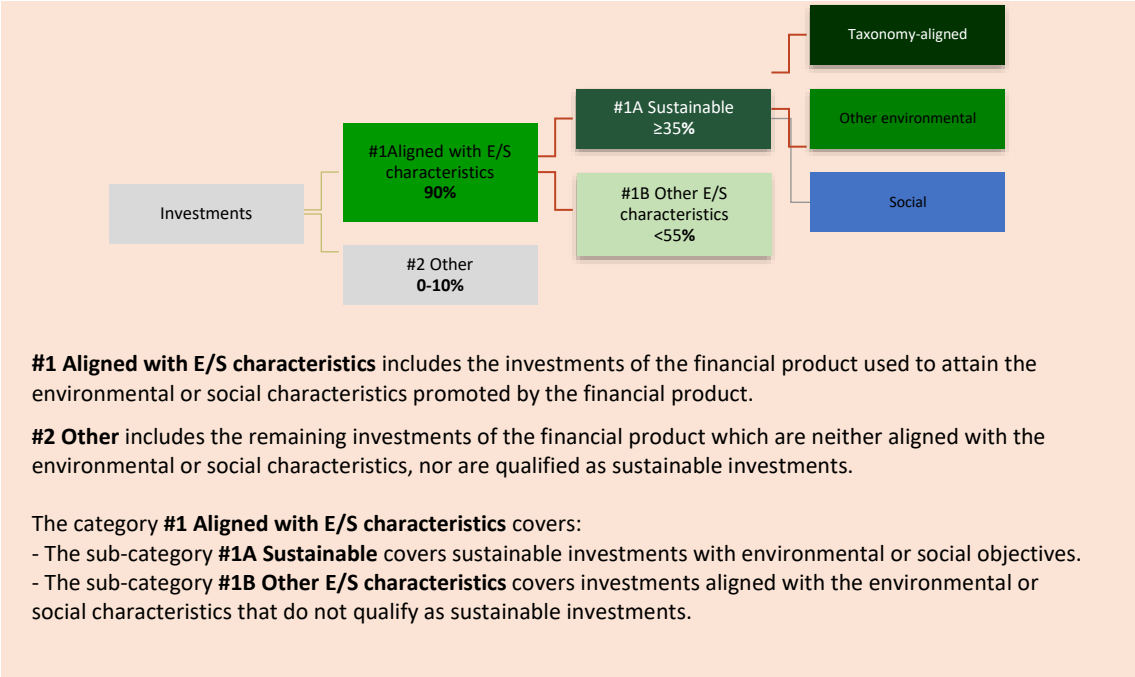 Taxonomy-aligned
#1A Sustainable
≥35%
Other environmental
#1Aligned with E/S
characteristics
90%
#1B Other E/S
characteristics
<55%
Social
Investments
#2 Other
0-10%
#1 Aligned with E/S characteristics includes the investments of the financial product used to attain the
environmental or social characteristics promoted by the financial product.
#2 Other includes the remaining investments of the financial product which are neither aligned with the
environmental or social characteristics, nor are qualified as sustainable investments.
The category #1 Aligned with E/S characteristics covers:
- The sub-category #1A Sustainable covers sustainable investments with environmental or social objectives.
- The sub-category #1B Other E/S characteristics covers investments aligned with the environmental or
social characteristics that do not qualify as sustainable investments.